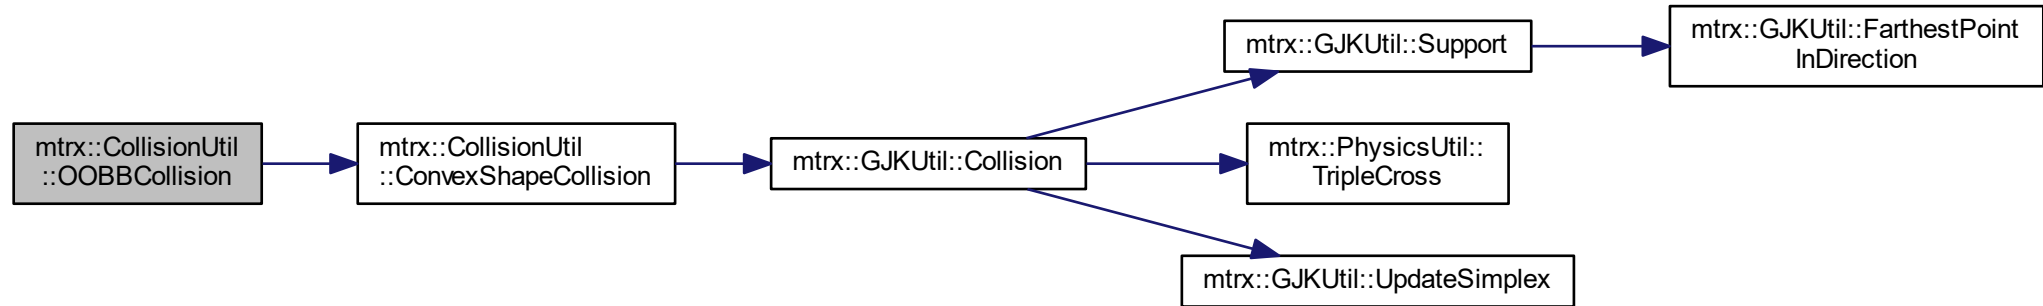 mtrx::CollisionUtil
::OOBBCollision
mtrx::CollisionUtil
::ConvexShapeCollision
mtrx::GJKUtil::Collision
mtrx::GJKUtil::Support
mtrx::GJKUtil::FarthestPoint
InDirection
mtrx::PhysicsUtil::
TripleCross
mtrx::GJKUtil::UpdateSimplex